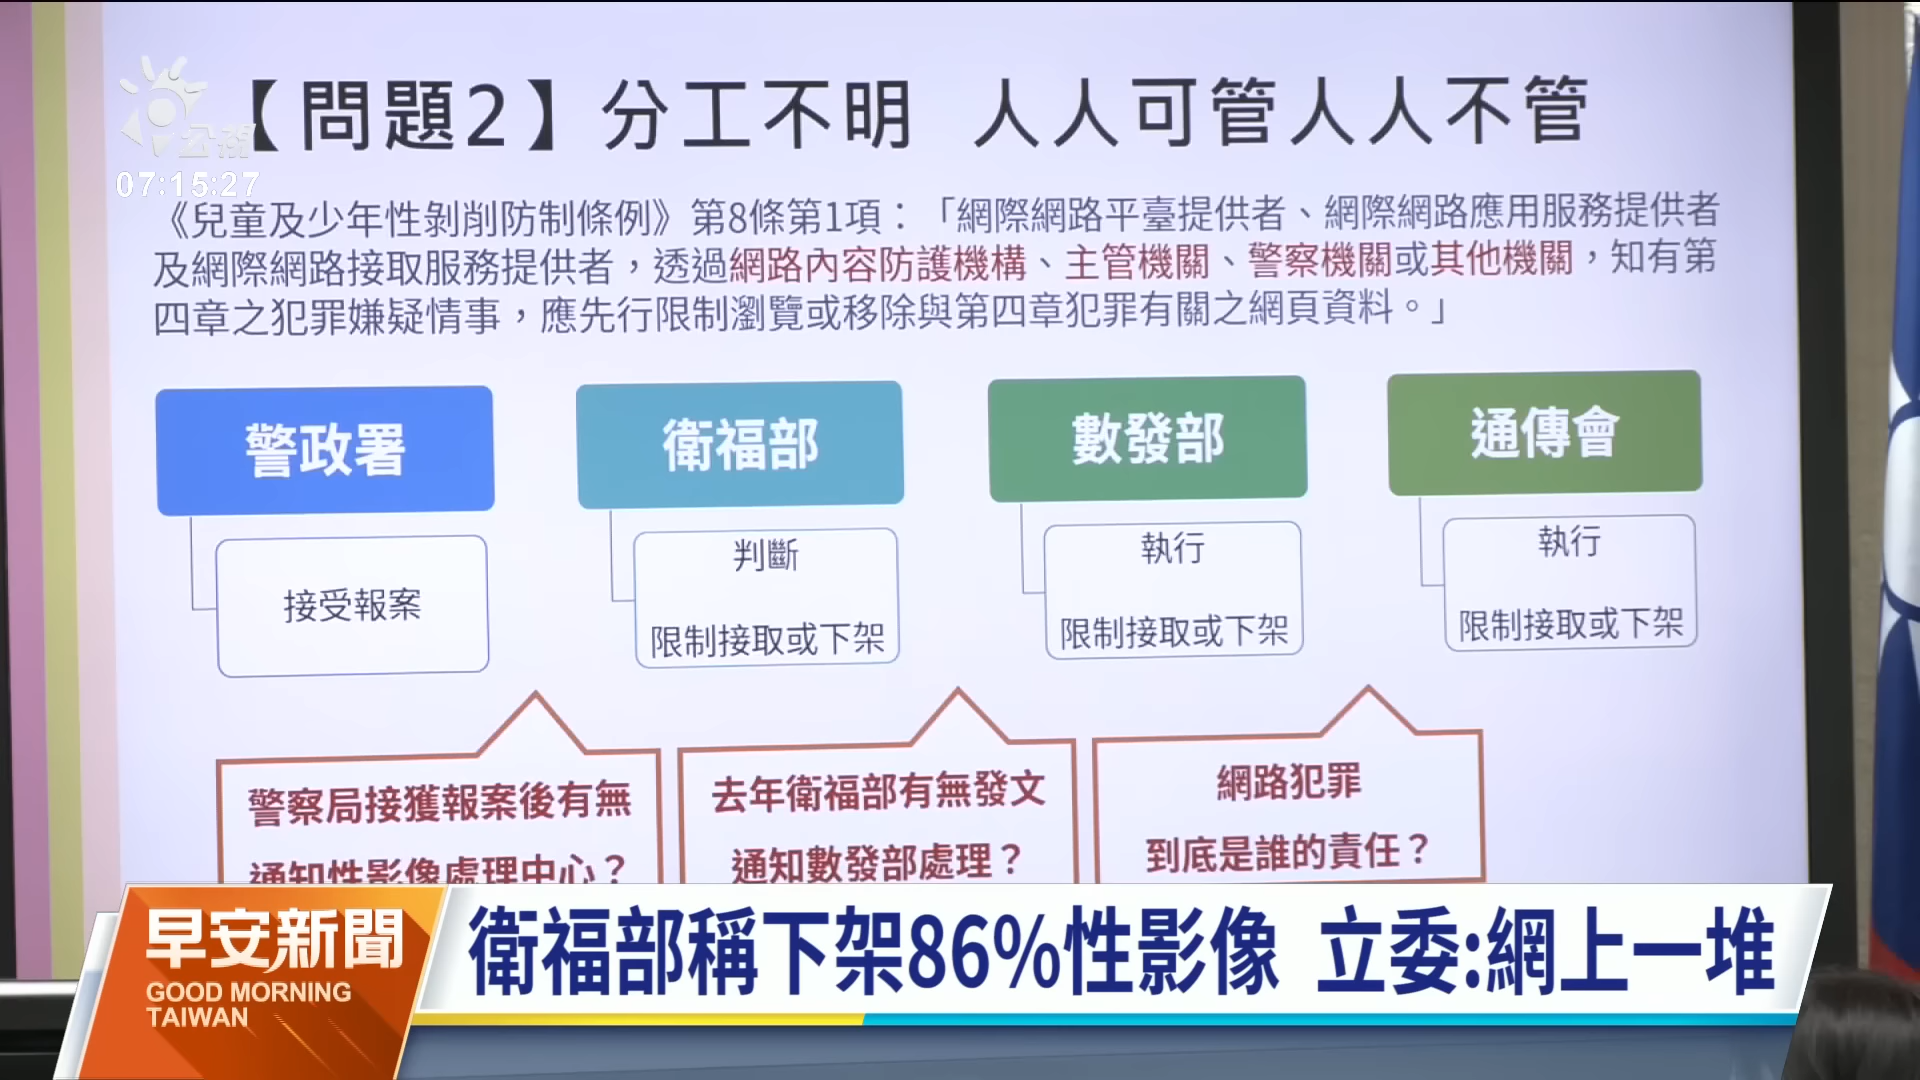 公視
07:15:27
【問題2】分工不明 人人可管人人不管
《兒童及少年性剝削防制條例》第8條第1項：「網際網路平臺提供者、網際網路應用服務提供者
及網際網路接取服務提供者，透過網路內容防護機構、主管機關、警察機關或其他機關，知有第
四章之犯罪嫌疑情事，應先行限制瀏覽或移除與第四章犯罪有關之網頁資料。」
警政署
衛福部
數發部
通傳會
接受報案
判斷
限制接取或下架
執行
限制接取或下架
執行
限制接取或下架
警察局接獲報案後有無
通知性影像處理中心？
去年衛福部有無發文
通知數發部處理？
網路犯罪
到底是誰的責任？
早安新聞
GOOD MORNING
TAIWAN
衛福部稱下架86%性影像 立委:網上一堆